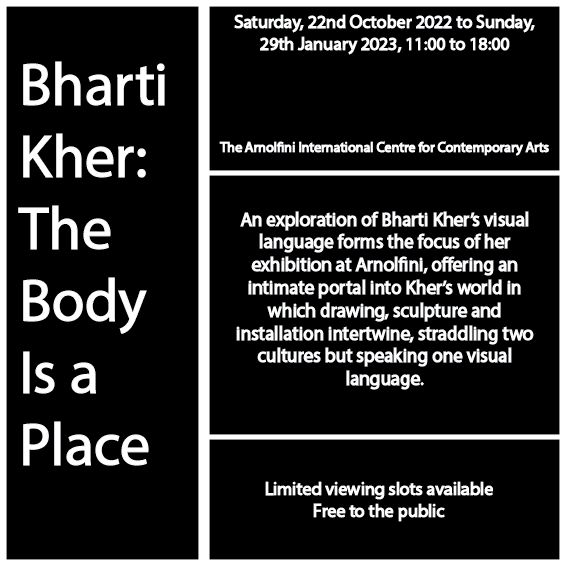 Bharti
Kher:
The
Body
Is a
Place
Saturday, 22nd October 2022 to Sunday,
29th January 2023, 11:00 to 18:00
The Arnolfini International Centre for Contemporary Arts
An exploration of Bharti Kher's visual
language forms the focus of her
exhibition at Arnolfini, offering an
intimate portal into Kher's world in
which drawing, sculpture and
installation intertwine, straddling two
cultures but speaking one visual
language.
Limited viewing slots available
Free to the public